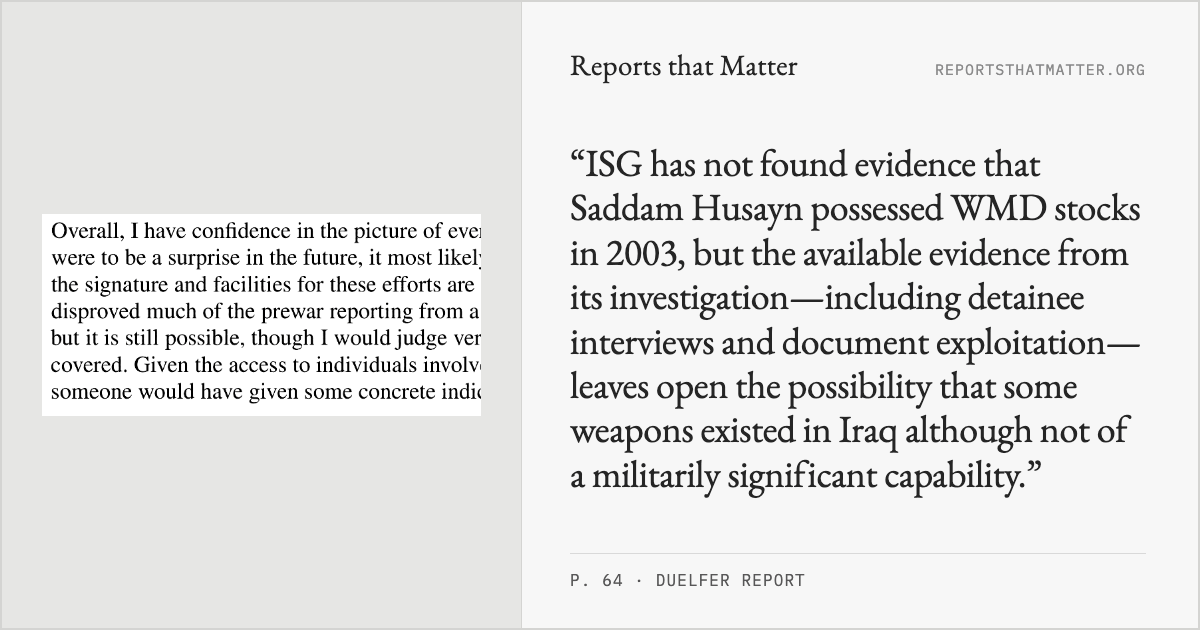 Overall, I have confidence in the picture of
were to be a surprise in the future, it most
the signature and facilities for these efforts are
disproved much of the prewar reporting from a
but it is still possible, though I would judge
covered. Given the access to individuals
someone would have given some concrete
Reports that Matter
REPORTSTHATMATTER.ORG
“ISG has not found evidence that
Saddam Husayn possessed WMD stocks
in 2003, but the available evidence from
its investigation—including detainee
interviews and document exploitation—
leaves open the possibility that some
weapons existed in Iraq although not of
a militarily significant capability.”
P. 64 · DUELFER REPORT